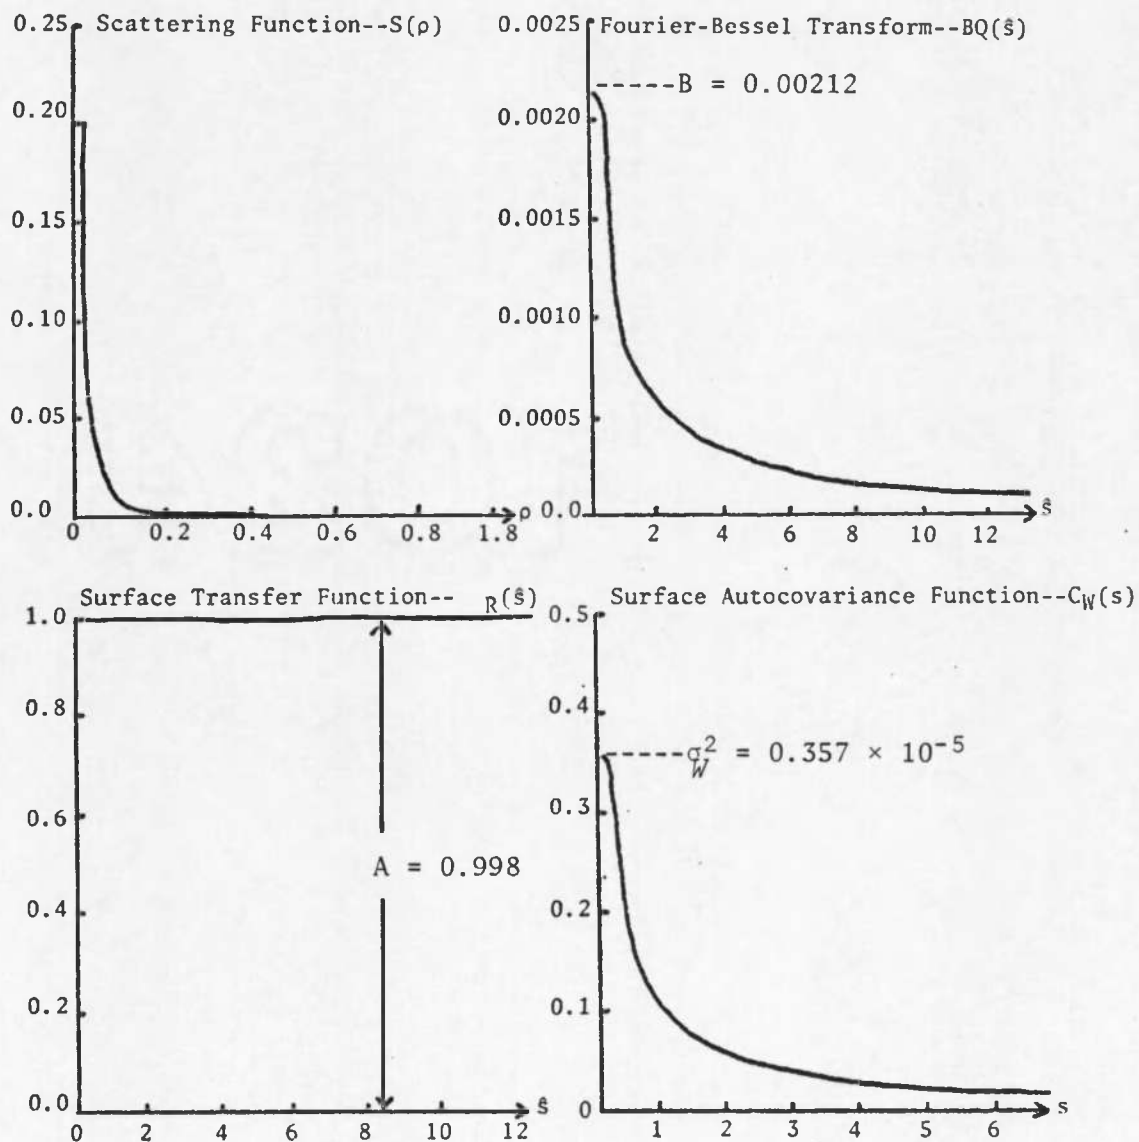 Scattering Function--S(ρ)
0.25
0.20
0.15
0.10
0.05
0.0
0 0.2 0.4 0.6 0.8 1.8 ρ
Fourier-Bessel Transform--BQ(ŝ)
0.0025
-----B = 0.00212
0.0020
0.0015
0.0010
0.0005
0.0
2 4 6 8 10 12 ŝ
Surface Transfer Function-- R(ŝ)
1.0
0.8
0.6
A = 0.998
0.4
0.2
0.0
0 2 4 6 8 10 12 ŝ
Surface Autocovariance Function--C_W(s)
0.5
0.4
----σ_W^2 = 0.357 × 10^-5
0.3
0.2
0.1
0
1 2 3 4 5 6 s